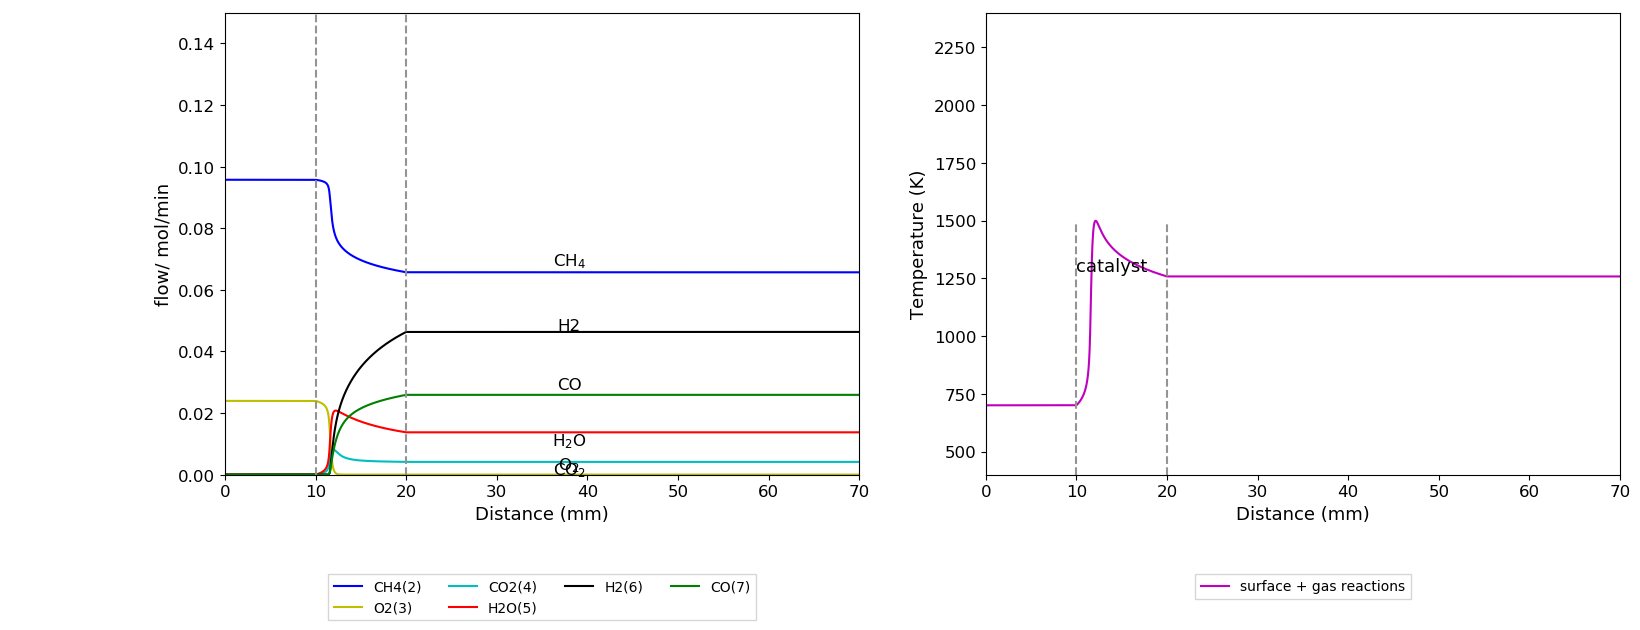 0.14
0.12
0.10
0.08
0.06
0.04
0.02
0.00
flow/ mol/min
CH₄
H2
CO
H₂O
O₂
CO₂
0 10 20 30 40 50 60 70
Distance (mm)
CH4(2) CO2(4) H2(6) CO(7)
O2(3) H2O(5)
2250
2000
1750
1500
1250
1000
750
500
Temperature (K)
catalyst
0 10 20 30 40 50 60 70
Distance (mm)
surface + gas reactions